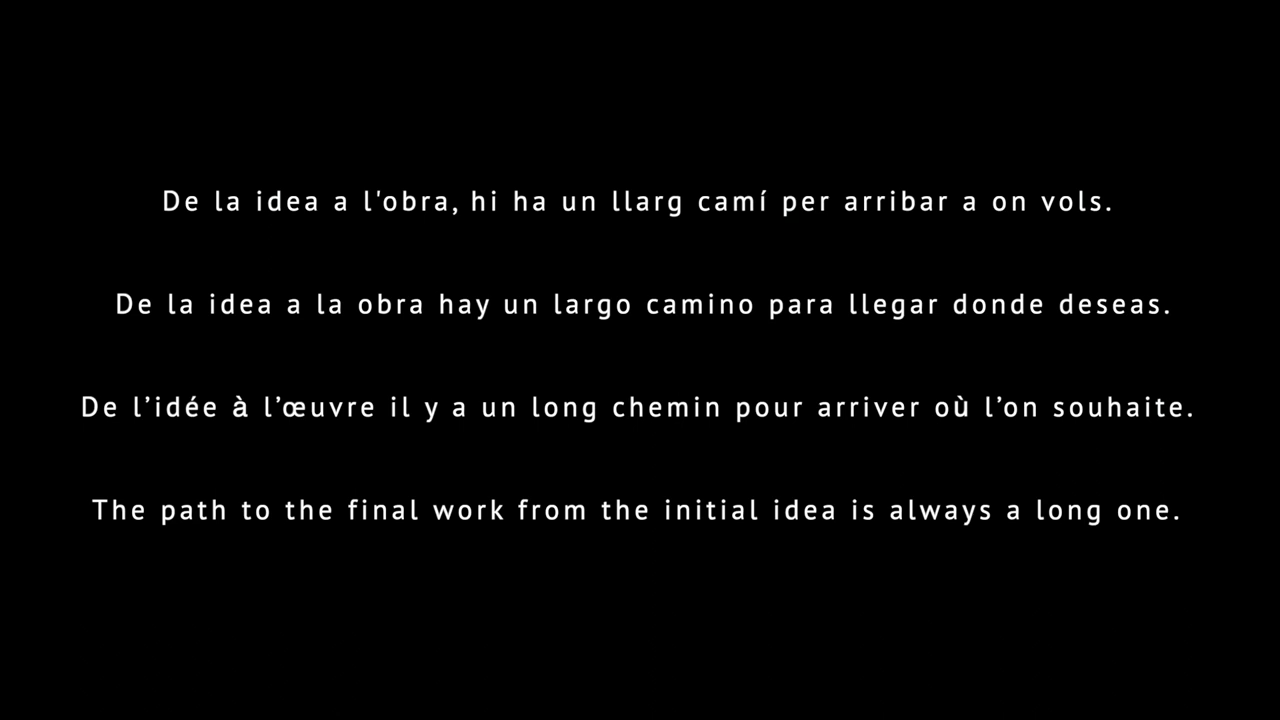 De la idea a l'obra, hi ha un llarg camí per arribar a on vols.
De la idea a la obra hay un largo camino para llegar donde deseas.
De l’idée à l’œuvre il y a un long chemin pour arriver où l’on souhaite.
The path to the final work from the initial idea is always a long one.